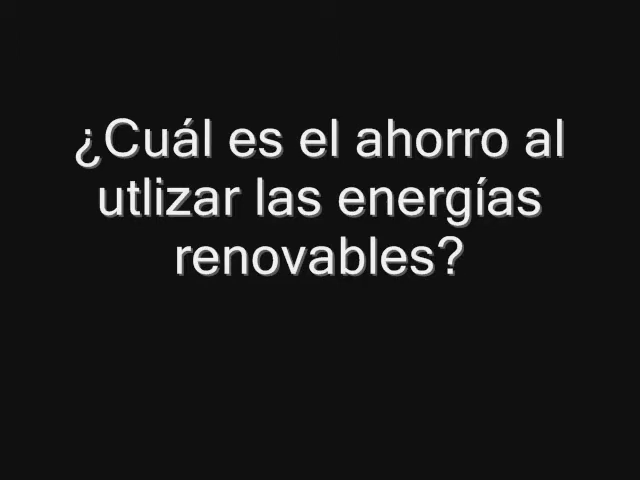 ¿Cuál es el ahorro al
utlizar las energías
renovables?